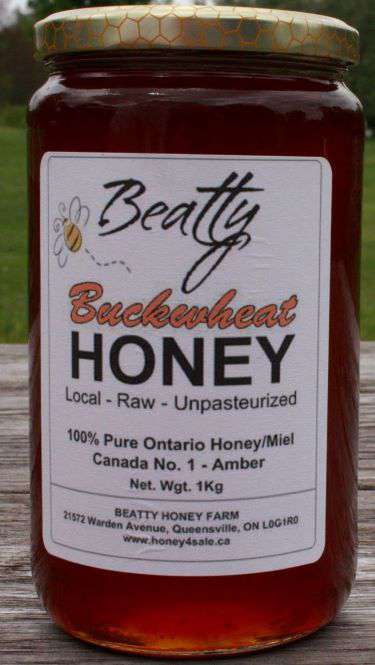 Beatty
Buckwheat
HONEY
Local - Raw - Unpasteurized
100% Pure Ontario Honey/Miel
Canada No. 1 - Amber
Net. Wgt. 1Kg
BEATTY HONEY FARM
21572 Warden Avenue, Queensville, ON L0G1R0
www.honey4sale.ca